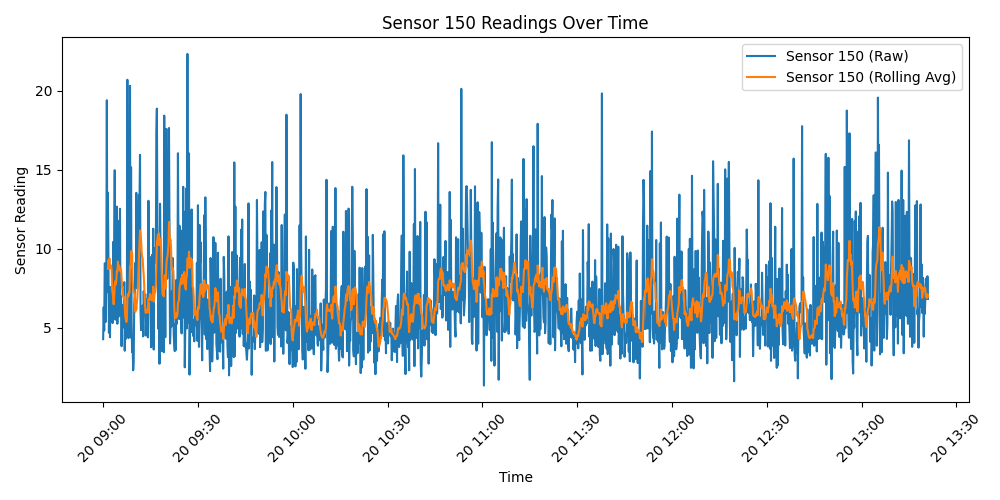 Sensor 150 Readings Over Time
Sensor 150 (Raw)
Sensor 150 (Rolling Avg)
Sensor Reading
20
15
10
5
20 09:00
20 09:30
20 10:00
20 10:30
20 11:00
20 11:30
20 12:00
20 12:30
20 13:00
20 13:30
Time